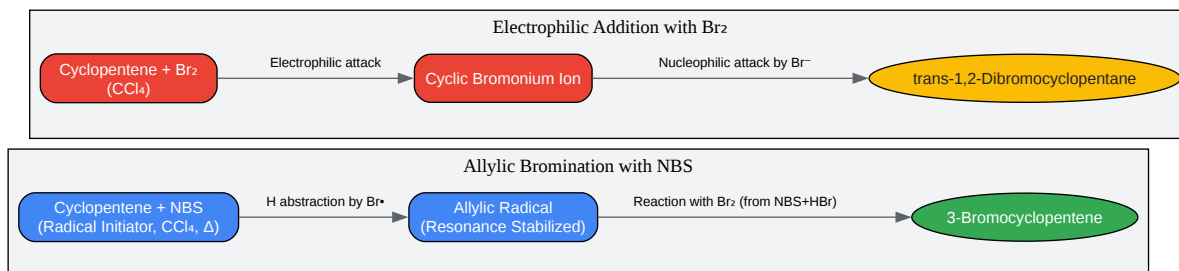 Electrophilic Addition with Br₂
Cyclopentene + Br₂
(CCl₄)
Electrophilic attack
Cyclic Bromonium Ion
Nucleophilic attack by Br⁻
trans-1,2-Dibromocyclopentane
Allylic Bromination with NBS
Cyclopentene + NBS
(Radical Initiator, CCl₄, Δ)
H abstraction by Br•
Allylic Radical
(Resonance Stabilized)
Reaction with Br₂ (from NBS+HBr)
3-Bromocyclopentene